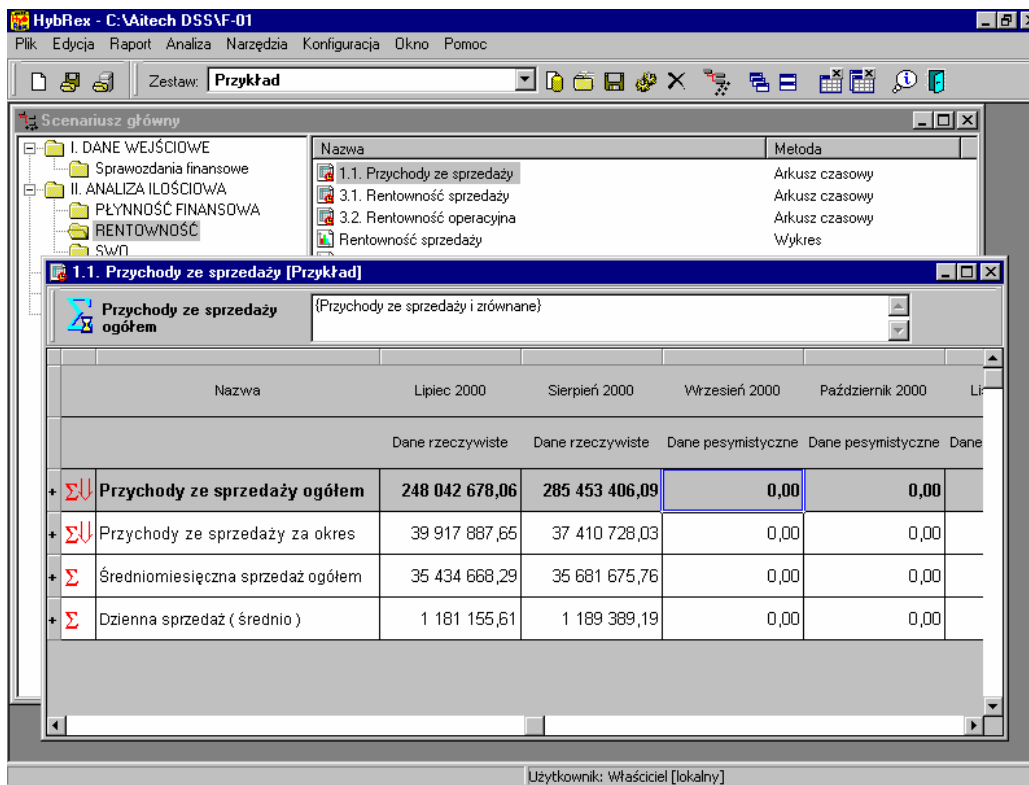 HybRex - C:\Aitech DSS\F-01
Plik Edycja Raport Analiza Narzędzia Konfiguracja Okno Pomoc
Zestaw: Przykład
Scenariusz główny
I. DANE WEJŚCIOWE
Sprawozdania finansowe
II. ANALIZA ILOŚCIOWA
PŁYNNOŚĆ FINANSOWA
RENTOWNOŚĆ
SWO
Nazwa Metoda
1.1. Przychody ze sprzedaży Arkusz czasowy
3.1. Rentowność sprzedaży Arkusz czasowy
3.2. Rentowność operacyjna Arkusz czasowy
Rentowność sprzedaży Wykres
1.1. Przychody ze sprzedaży [Przykład]
Przychody ze sprzedaży
ogółem
{Przychody ze sprzedaży i zrównane}
Nazwa Lipiec 2000 Sierpień 2000 Wrzesień 2000 Październik 2000 Lis
Dane rzeczywiste Dane rzeczywiste Dane pesymistyczne Dane pesymistyczne Dane
+ Σ Przychody ze sprzedaży ogółem 248 042 678,06 285 453 406,09 0,00 0,00
+ Σ Przychody ze sprzedaży za okres 39 917 887,65 37 410 728,03 0,00 0,00
+ Σ Średniomiesięczna sprzedaż ogółem 35 434 668,29 35 681 675,76 0,00 0,00
+ Σ Dzienna sprzedaż ( średnio ) 1 181 155,61 1 189 389,19 0,00 0,00
Użytkownik: Właściciel [lokalny]